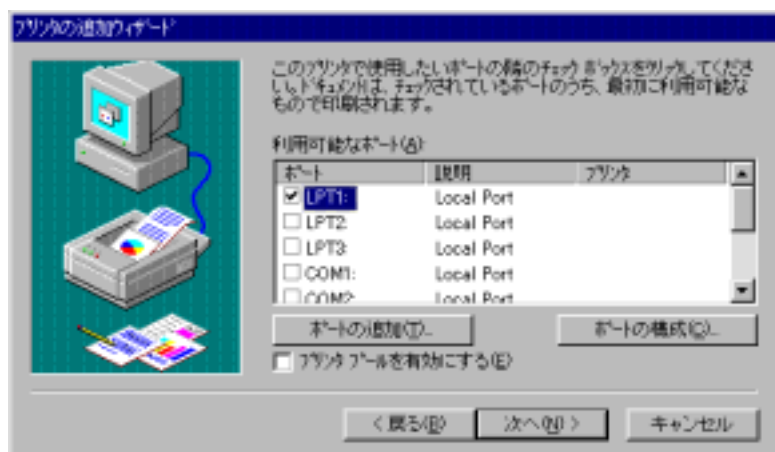 プリンタの追加ウィザード
このプリンタで使用したいポートの隣のチェック ボックスをクリックしてくださ
い。ドキュメントは、チェックされているポートのうち、最初に利用可能な
もので印刷されます。
利用可能なポート(A):
ポート 説明 プリンタ
LPT1: Local Port
LPT2: Local Port
LPT3: Local Port
COM1: Local Port
COM2: Local Port
ポートの追加(T)... ポートの構成(C)...
プリンタ プールを有効にする(E)
< 戻る(B) 次へ(N) > キャンセル